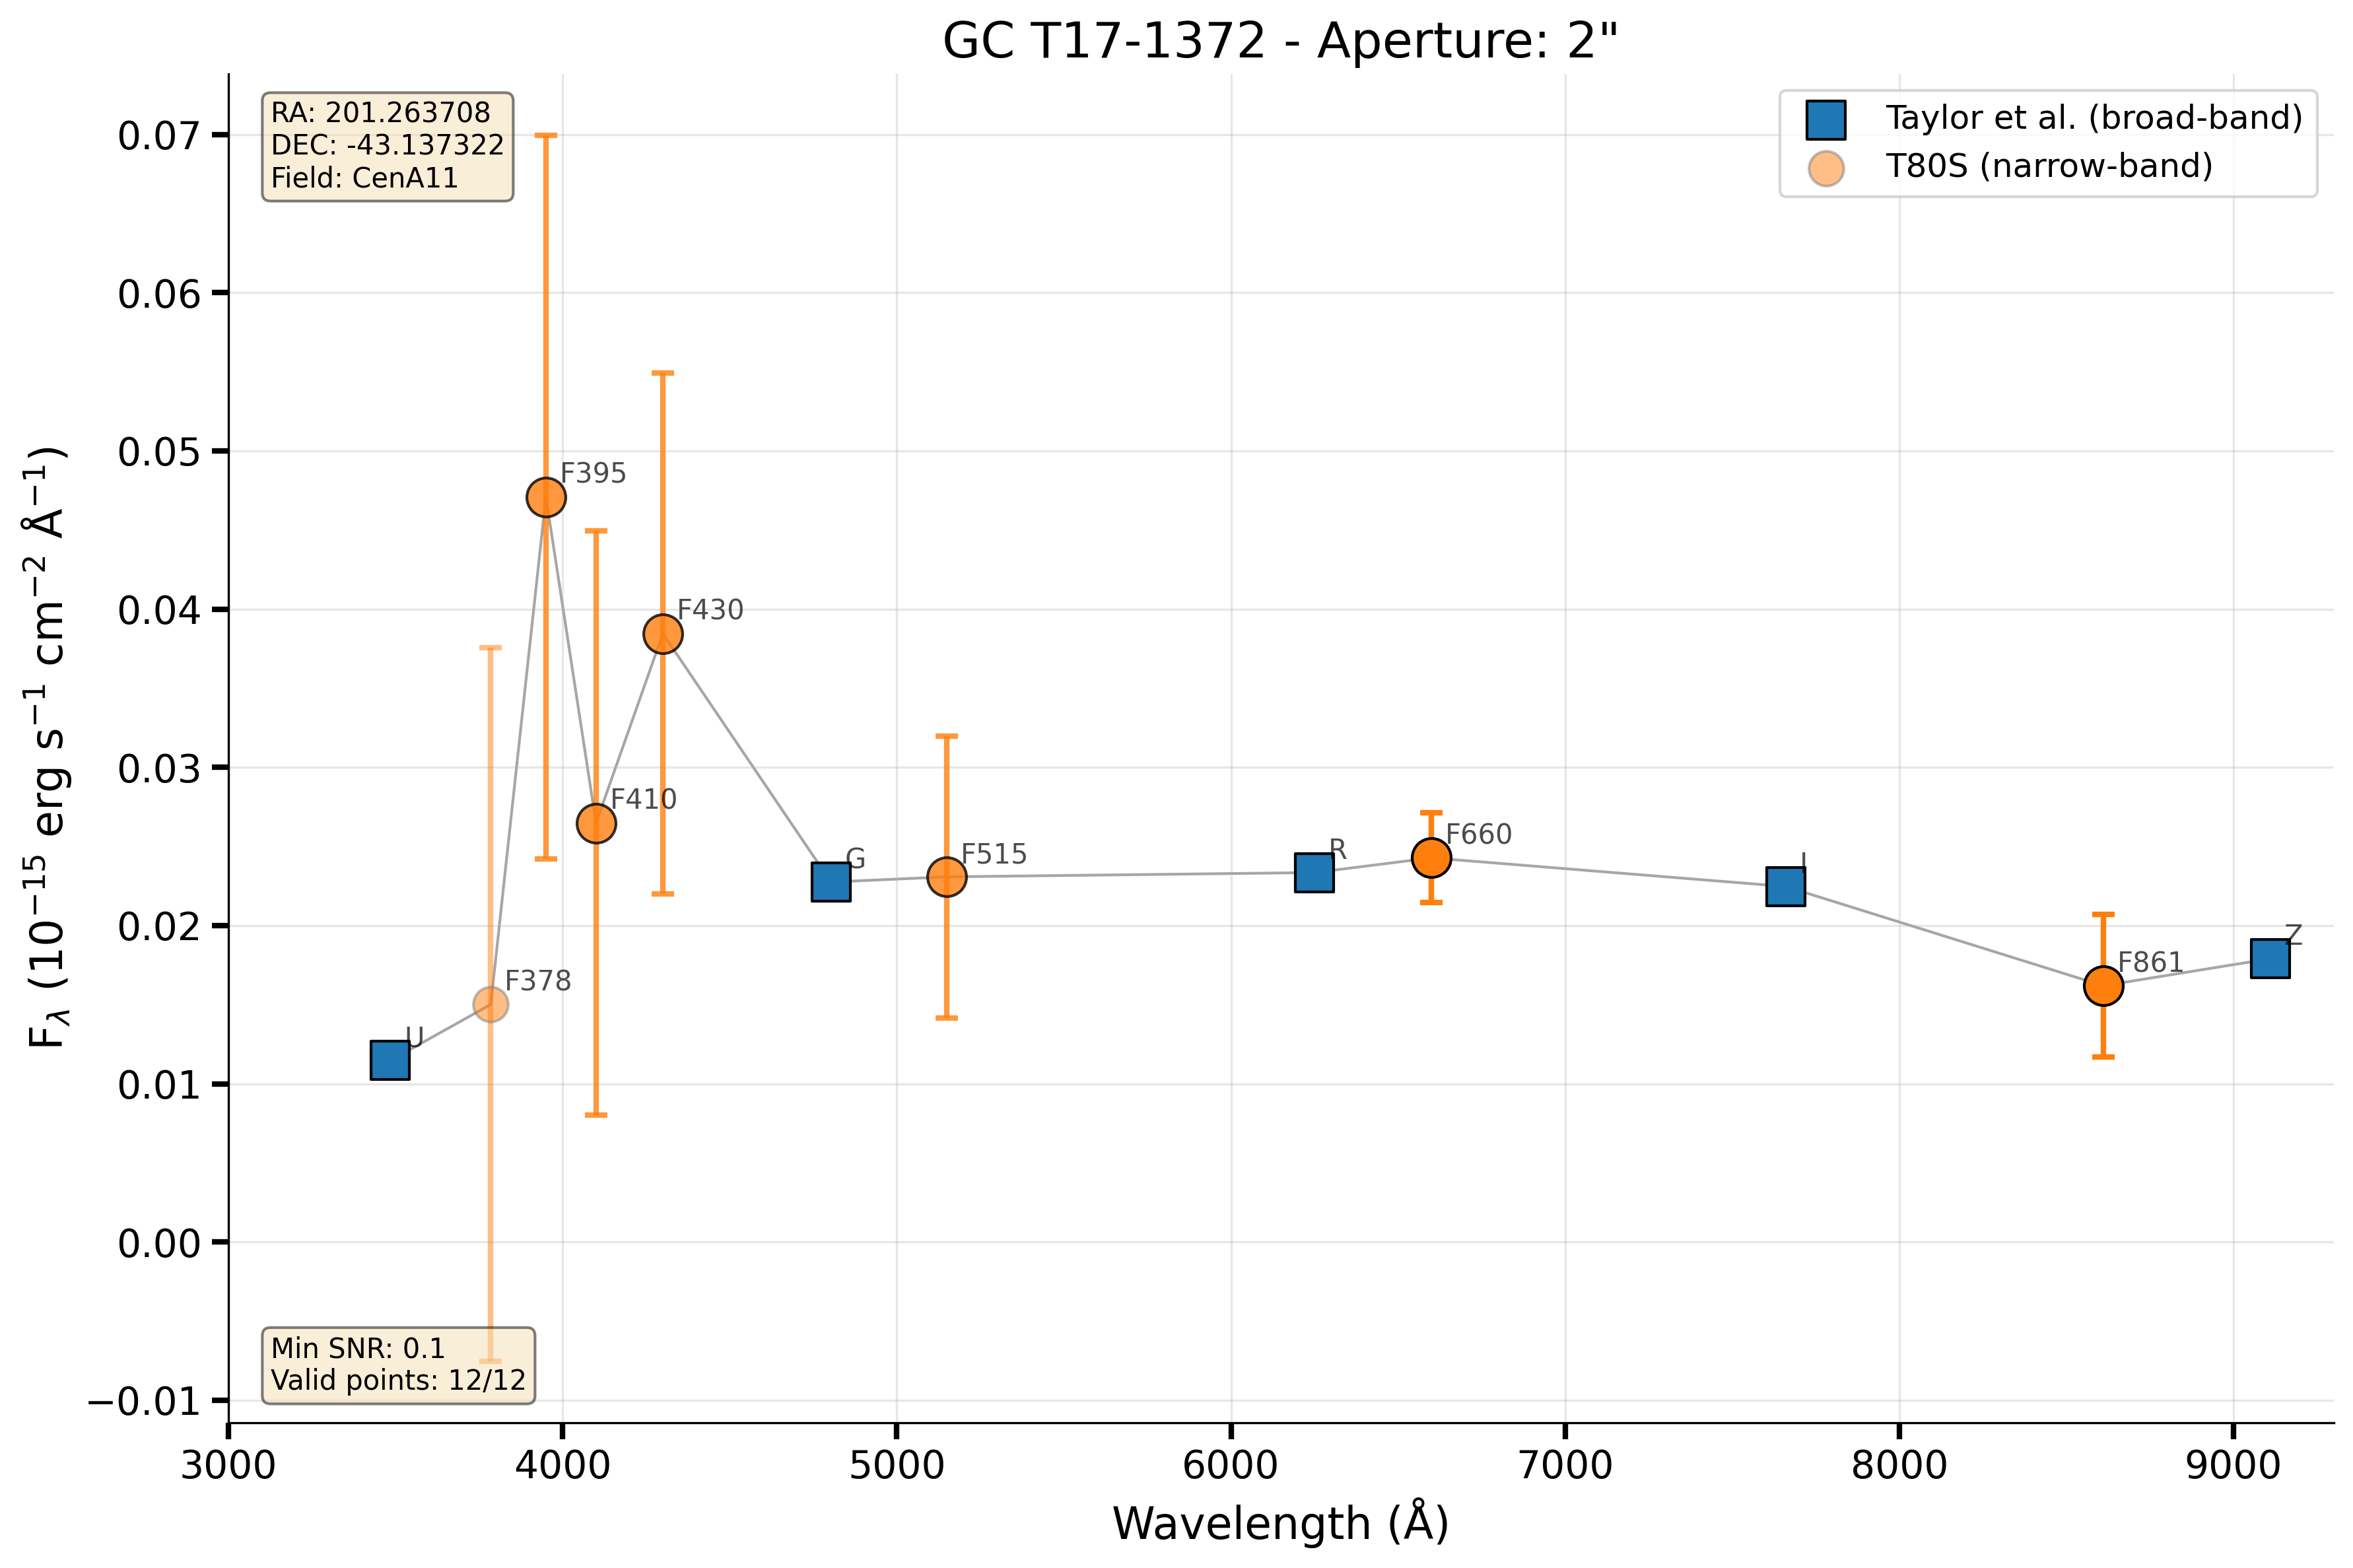 GC T17-1372 - Aperture: 2"
RA: 201.263708
DEC: -43.137322
Field: CenA11
Taylor et al. (broad-band)
T80S (narrow-band)
0.07
0.06
0.05
0.04
0.03
0.02
0.01
0.00
−0.01
F$_λ$ (10$^{−15}$ erg s$^{−1}$ cm$^{−2}$ Å$^{−1}$)
F395
F430
F410
G
F515
R
F660
I
F861
Z
F378
U
Min SNR: 0.1
Valid points: 12/12
3000 4000 5000 6000 7000 8000 9000
Wavelength (Å)